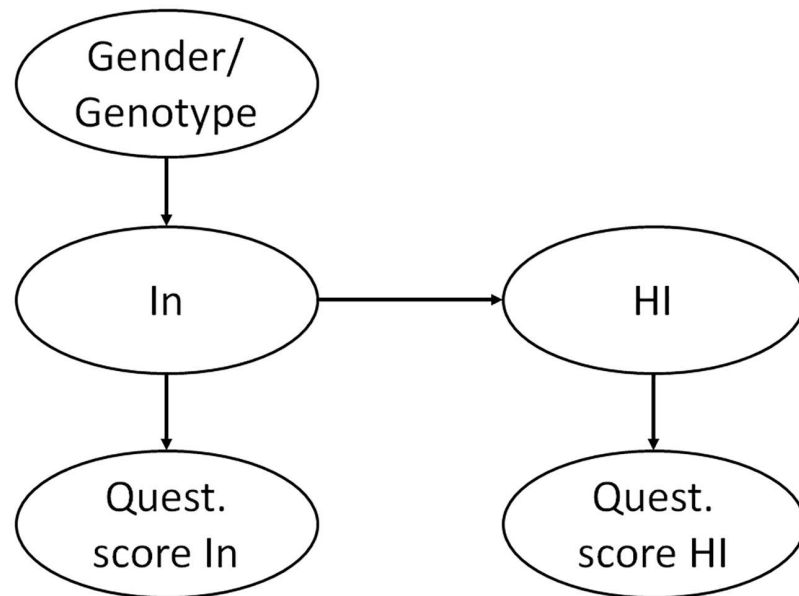 Gender/
Genotype
In
HI
Quest.
score In
Quest.
score HI